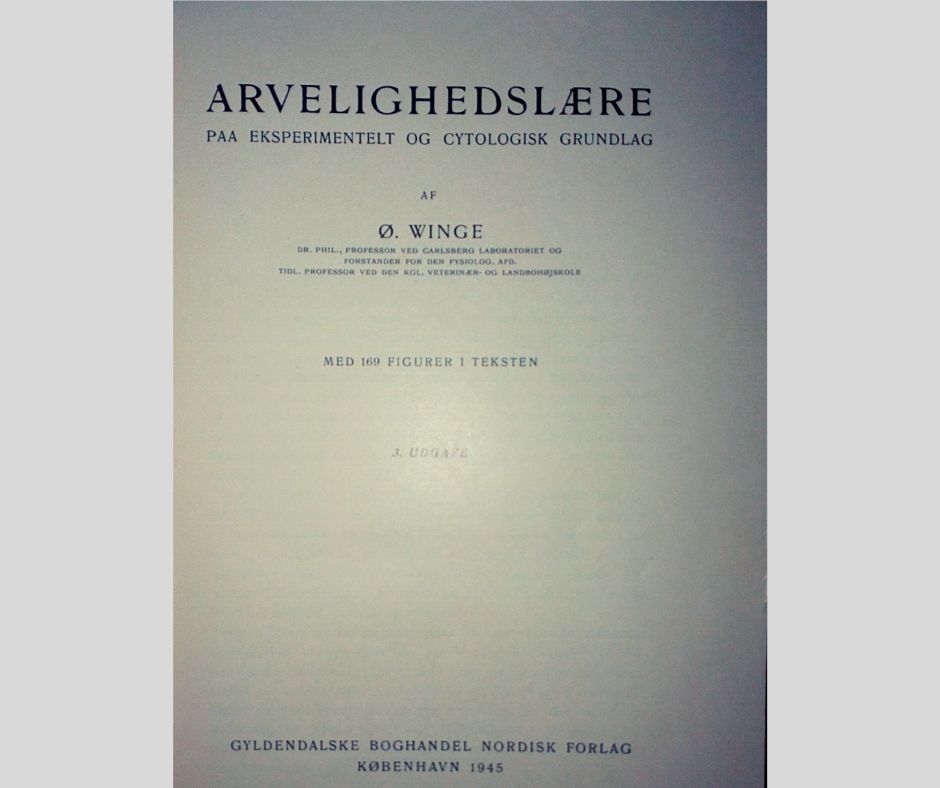 ARVELIGHEDSLÆRE
PAA EKSPERIMENTELT OG CYTOLOGISK GRUNDLAG
AF
Ø. WINGE
DR. PHIL., PROFESSOR VED CARLSBERG LABORATORIET OG
FORSTANDER FOR DEN FYSIOLOG. AFD.
TIDL. PROFESSOR VED DEN KGL. VETERINÆR- OG LANDBOHØJSKOLE
MED 169 FIGURER I TEKSTEN
3. UDGAVE
GYLDENDALSKE BOGHANDEL NORDISK FORLAG
KØBENHAVN 1945